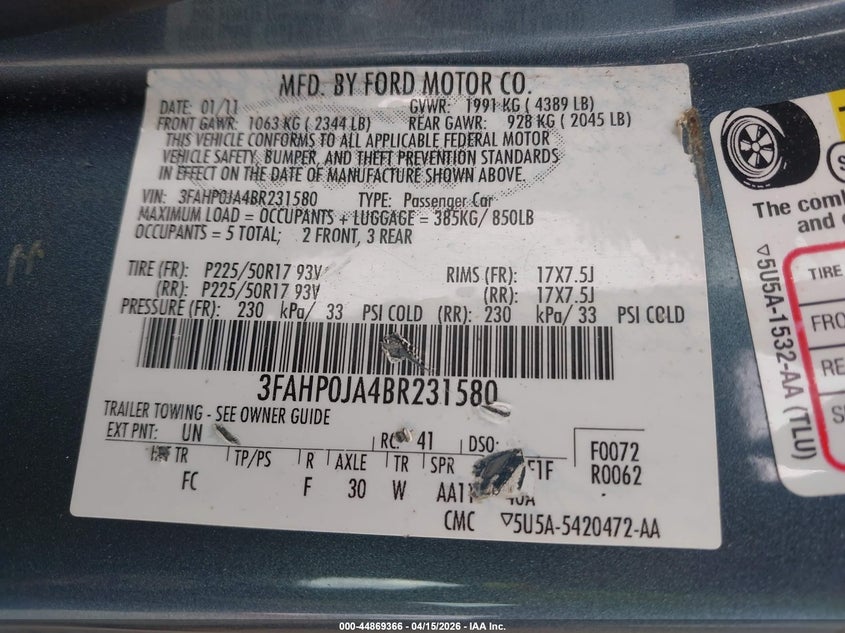 MFD. BY FORD MOTOR CO.
DATE: 01/11 GVWR: 1991 KG ( 4389 LB)
FRONT GAWR: 1063 KG ( 2344 LB) REAR GAWR: 928 KG ( 2045 LB)
THIS VEHICLE CONFORMS TO ALL APPLICABLE FEDERAL MOTOR
VEHICLE SAFETY, BUMPER, AND THEFT PREVENTION STANDARDS
IN EFFECT ON THE DATE OF MANUFACTURE SHOWN ABOVE.
VIN: 3FAHP0JA4BR231580 TYPE: Passenger Car
MAXIMUM LOAD = OCCUPANTS + LUGGAGE = 385KG/ 850LB
OCCUPANTS = 5 TOTAL; 2 FRONT, 3 REAR
TIRE (FR): P225/50R17 93V RIMS (FR): 17X7.5J
(RR): P225/50R17 93V (RR): 17X7.5J
PRESSURE (FR): 230 kPa/ 33 PSI COLD (RR): 230 kPa/ 33 PSI COLD
3FAHP0JA4BR231580
TRAILER TOWING - SEE OWNER GUIDE
EXT PNT: UN 41 DSO: F0072
TR TP/PS R AXLE TR SPR R0062
FC F 30 W
CMC ▽5U5A-5420472-AA
The
and
▽5U5A-1532-AA (TLU)
TIRE
000-44869366 / 04/15/2026 - IAA Inc.